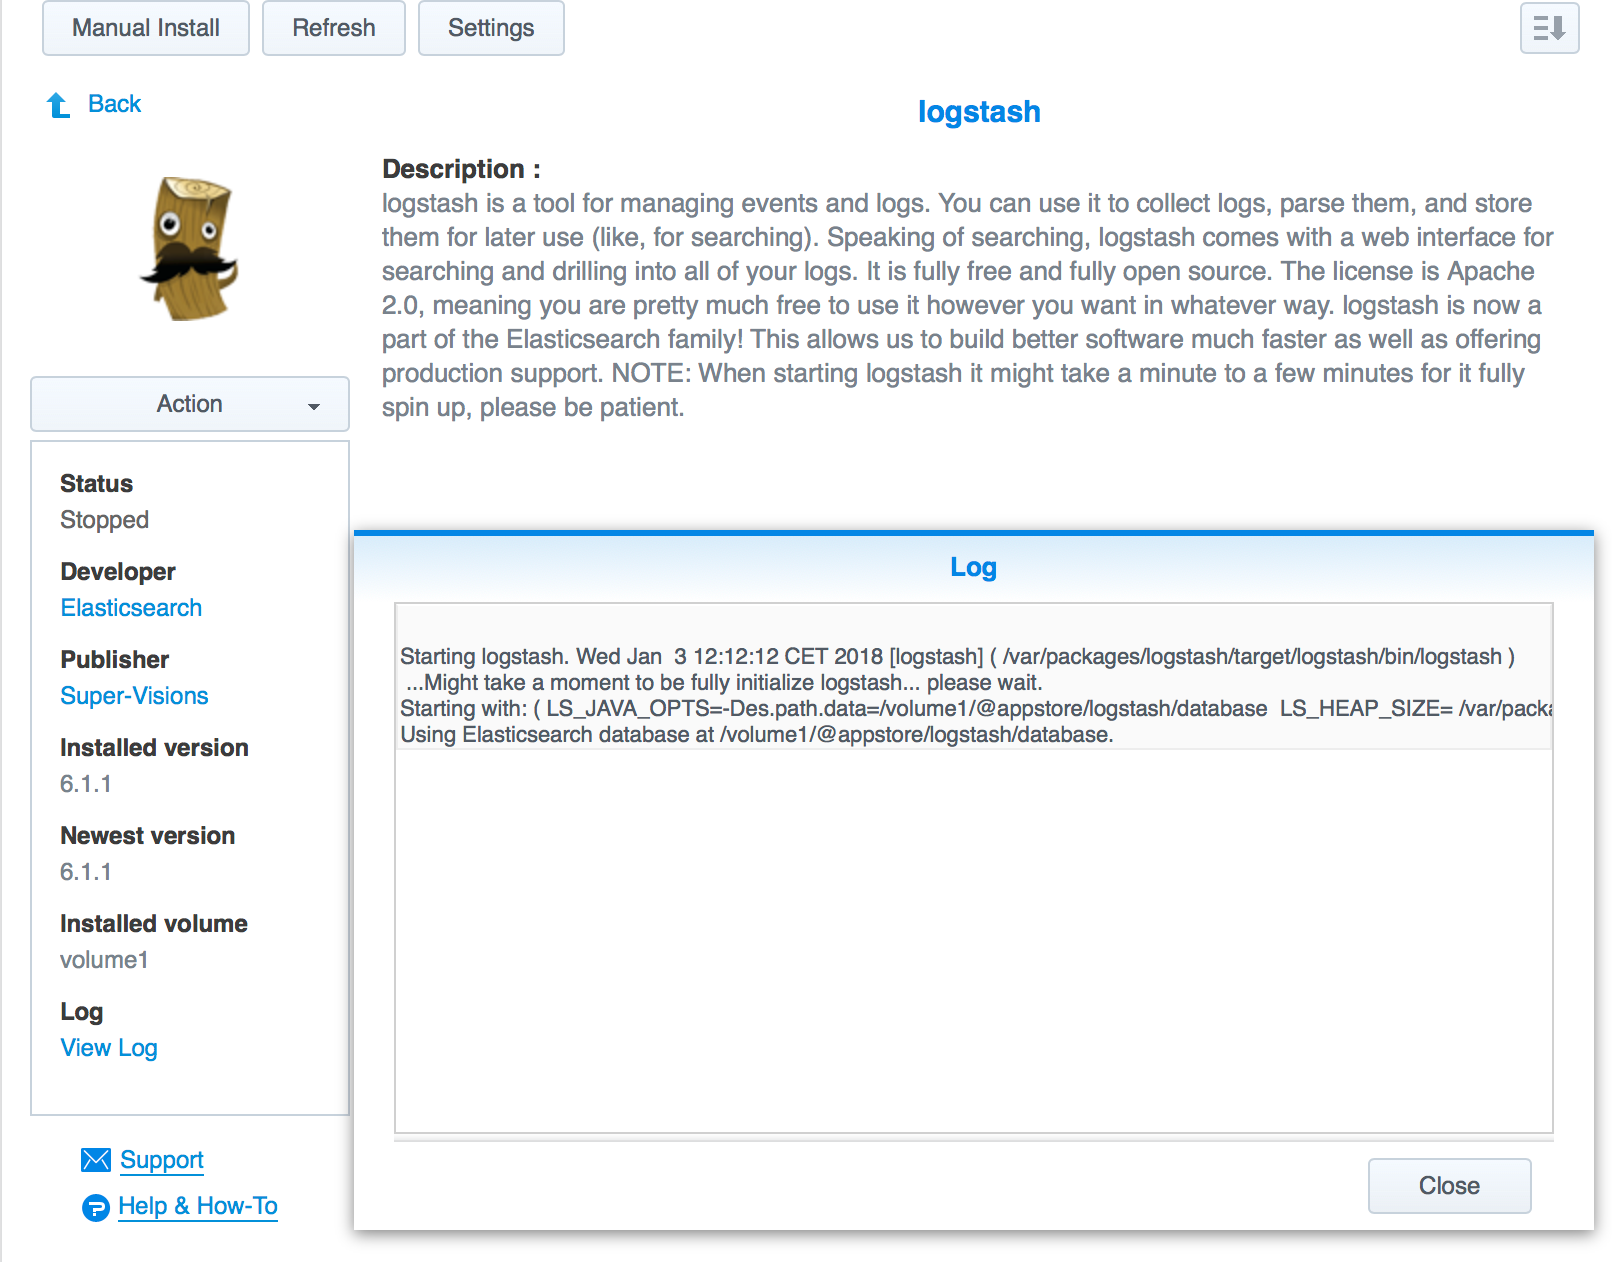 Manual Install
Refresh
Settings
Back
logstash
Description :
logstash is a tool for managing events and logs. You can use it to collect logs, parse them, and store
them for later use (like, for searching). Speaking of searching, logstash comes with a web interface for
searching and drilling into all of your logs. It is fully free and fully open source. The license is Apache
2.0, meaning you are pretty much free to use it however you want in whatever way. logstash is now a
part of the Elasticsearch family! This allows us to build better software much faster as well as offering
production support. NOTE: When starting logstash it might take a minute to a few minutes for it fully
spin up, please be patient.
Action
Status
Stopped
Developer
Elasticsearch
Publisher
Super-Visions
Installed version
6.1.1
Newest version
6.1.1
Installed volume
volume1
Log
View Log
Support
Help & How-To
Log
Starting logstash. Wed Jan  3 12:12:12 CET 2018 [logstash] ( /var/packages/logstash/target/logstash/bin/logstash )
...Might take a moment to be fully initialize logstash... please wait.
Starting with: ( LS_JAVA_OPTS=-Des.path.data=/volume1/@appstore/logstash/database  LS_HEAP_SIZE= /var/packa
Using Elasticsearch database at /volume1/@appstore/logstash/database.
Close